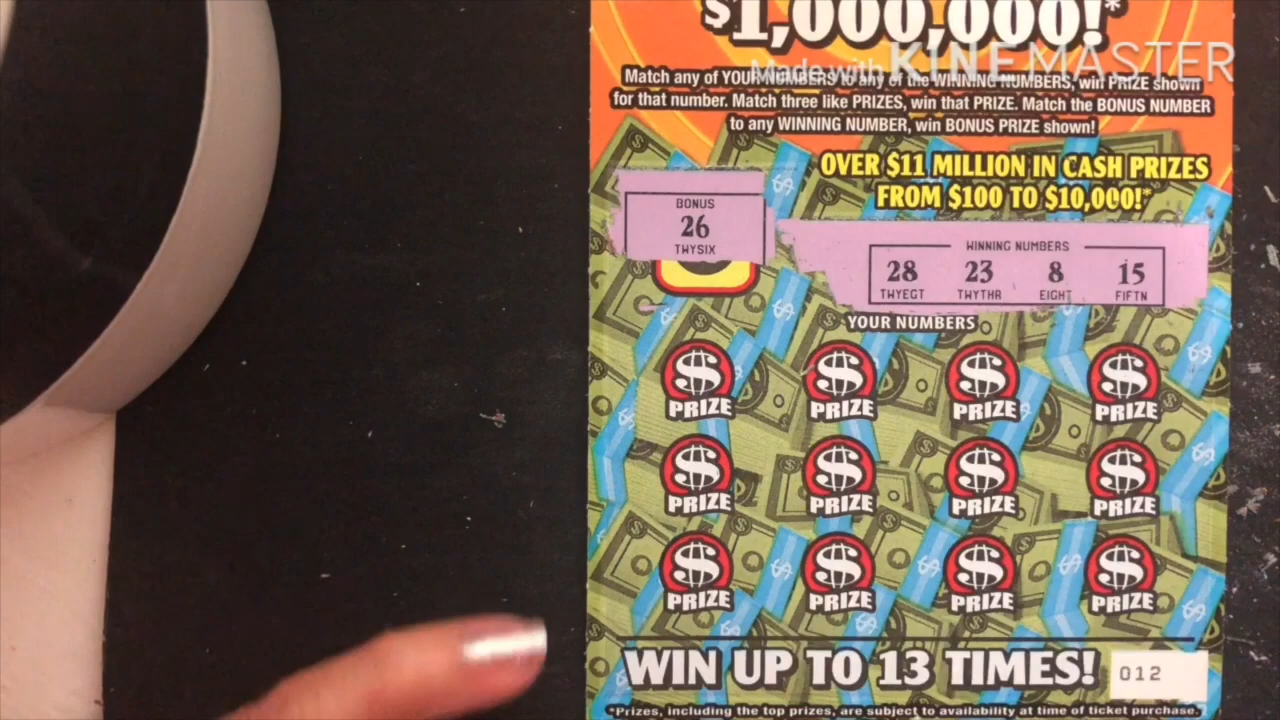 $1,000,000!*
Made with KINEMASTER
Match any of YOUR NUMBERS to any of the WINNING NUMBERS, win PRIZE shown
for that number. Match three like PRIZES, win that PRIZE. Match the BONUS NUMBER
to any WINNING NUMBER, win BONUS PRIZE shown!
OVER $11 MILLION IN CASH PRIZES
FROM $100 TO $10,000!*
BONUS
26
TWYSIX
WINNING NUMBERS
28 23 8 15
TWYEGT TWYTHR EIGHT FIFTN
YOUR NUMBERS
$ $ $ $
PRIZE PRIZE PRIZE PRIZE
$ $ $ $
PRIZE PRIZE PRIZE PRIZE
$ $ $ $
PRIZE PRIZE PRIZE PRIZE
WIN UP TO 13 TIMES! 012
*Prizes, including the top prizes, are subject to availability at time of ticket purchase.